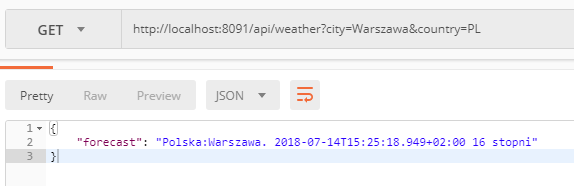 GET http://localhost:8091/api/weather?city=Warszawa&country=PL
Pretty Raw Preview JSON
1 {
2 "forecast": "Polska:Warszawa. 2018-07-14T15:25:18.949+02:00 16 stopni"
3 }